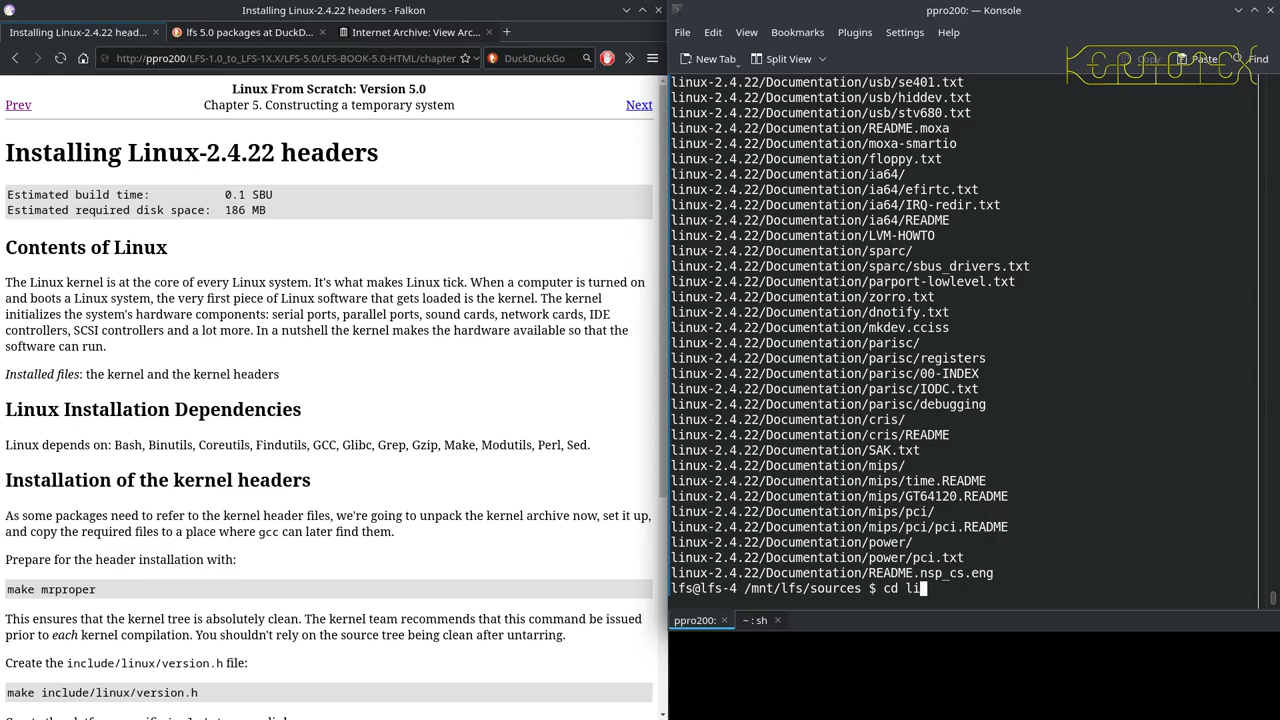 Installing Linux-2.4.22 headers - Falkon
Installing Linux-2.4.22 head...
lfs 5.0 packages at DuckD...
Internet Archive: View Arc...
http://ppro200/LFS-1.0_to_LFS-1X.X/LFS-5.0/LFS-BOOK-5.0-HTML/chapter
DuckDuckGo
Linux From Scratch: Version 5.0
Prev
Chapter 5. Constructing a temporary system
Next
Installing Linux-2.4.22 headers
Estimated build time: 0.1 SBU
Estimated required disk space: 186 MB
Contents of Linux
The Linux kernel is at the core of every Linux system. It's what makes Linux tick. When a computer is turned on
and boots a Linux system, the very first piece of Linux software that gets loaded is the kernel. The kernel
initializes the system's hardware components: serial ports, parallel ports, sound cards, network cards, IDE
controllers, SCSI controllers and a lot more. In a nutshell the kernel makes the hardware available so that the
software can run.
Installed files: the kernel and the kernel headers
Linux Installation Dependencies
Linux depends on: Bash, Binutils, Coreutils, Findutils, GCC, Glibc, Grep, Gzip, Make, Modutils, Perl, Sed.
Installation of the kernel headers
As some packages need to refer to the kernel header files, we're going to unpack the kernel archive now, set it up,
and copy the required files to a place where gcc can later find them.
Prepare for the header installation with:
make mrproper
This ensures that the kernel tree is absolutely clean. The kernel team recommends that this command be issued
prior to each kernel compilation. You shouldn't rely on the source tree being clean after untarring.
Create the include/linux/version.h file:
make include/linux/version.h
ppro200: — Konsole
File Edit View Bookmarks Plugins Settings Help
New Tab Split View Copy Paste Find
linux-2.4.22/Documentation/usb/se401.txt
linux-2.4.22/Documentation/usb/hiddev.txt
linux-2.4.22/Documentation/usb/stv680.txt
linux-2.4.22/Documentation/README.moxa
linux-2.4.22/Documentation/moxa-smartio
linux-2.4.22/Documentation/floppy.txt
linux-2.4.22/Documentation/ia64/
linux-2.4.22/Documentation/ia64/efirtc.txt
linux-2.4.22/Documentation/ia64/IRQ-redir.txt
linux-2.4.22/Documentation/ia64/README
linux-2.4.22/Documentation/LVM-HOWTO
linux-2.4.22/Documentation/sparc/
linux-2.4.22/Documentation/sparc/sbus_drivers.txt
linux-2.4.22/Documentation/parport-lowlevel.txt
linux-2.4.22/Documentation/zorro.txt
linux-2.4.22/Documentation/dnotify.txt
linux-2.4.22/Documentation/mkdev.cciss
linux-2.4.22/Documentation/parisc/
linux-2.4.22/Documentation/parisc/registers
linux-2.4.22/Documentation/parisc/00-INDEX
linux-2.4.22/Documentation/parisc/IODC.txt
linux-2.4.22/Documentation/parisc/debugging
linux-2.4.22/Documentation/cris/
linux-2.4.22/Documentation/cris/README
linux-2.4.22/Documentation/SAK.txt
linux-2.4.22/Documentation/mips/
linux-2.4.22/Documentation/mips/time.README
linux-2.4.22/Documentation/mips/GT64120.README
linux-2.4.22/Documentation/mips/pci/
linux-2.4.22/Documentation/mips/pci/pci.README
linux-2.4.22/Documentation/power/
linux-2.4.22/Documentation/power/pci.txt
linux-2.4.22/Documentation/README.nsp_cs.eng
lfs@lfs-4 /mnt/lfs/sources $ cd li
ppro200:
~ : sh